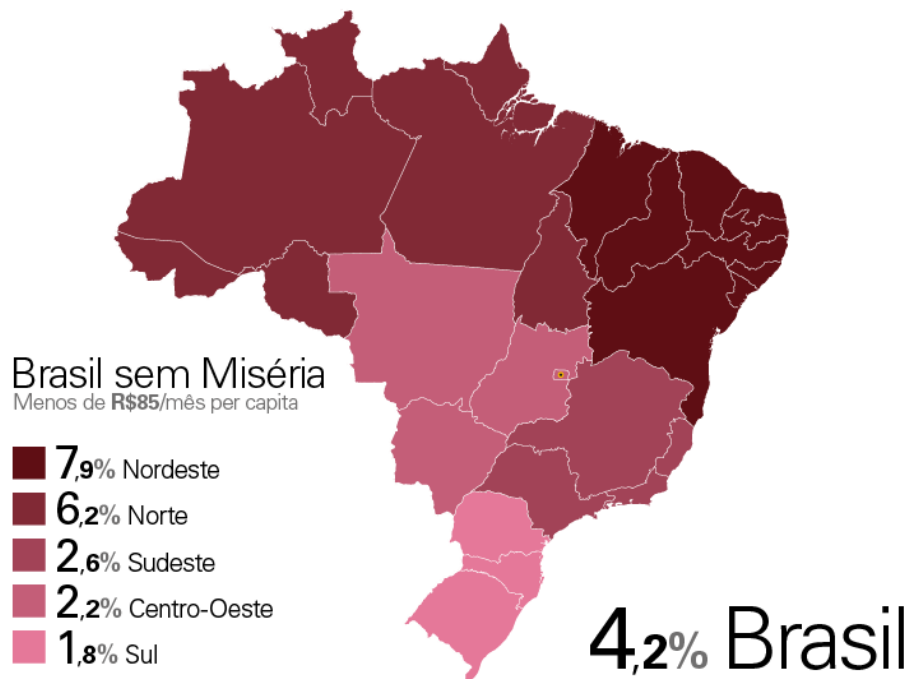 Brasil sem Miséria
Menos de R$85/mês per capita
7,9% Nordeste
6,2% Norte
2,6% Sudeste
2,2% Centro-Oeste
1,8% Sul
4,2% Brasil